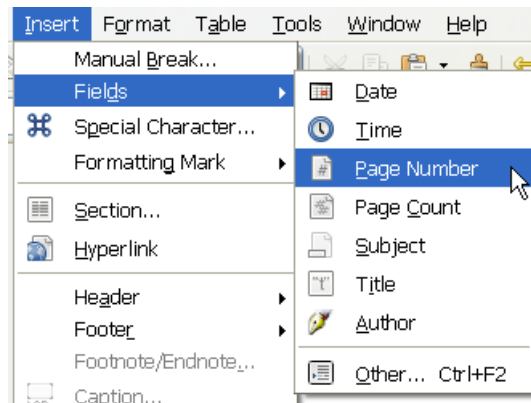 Insert Format Table Tools Window Help
Manual Break...
Fields
Special Character...
Formatting Mark
Section...
Hyperlink
Header
Footer
Footnote/Endnote...
Caption...
Date
Time
Page Number
Page Count
Subject
Title
Author
Other... Ctrl+F2